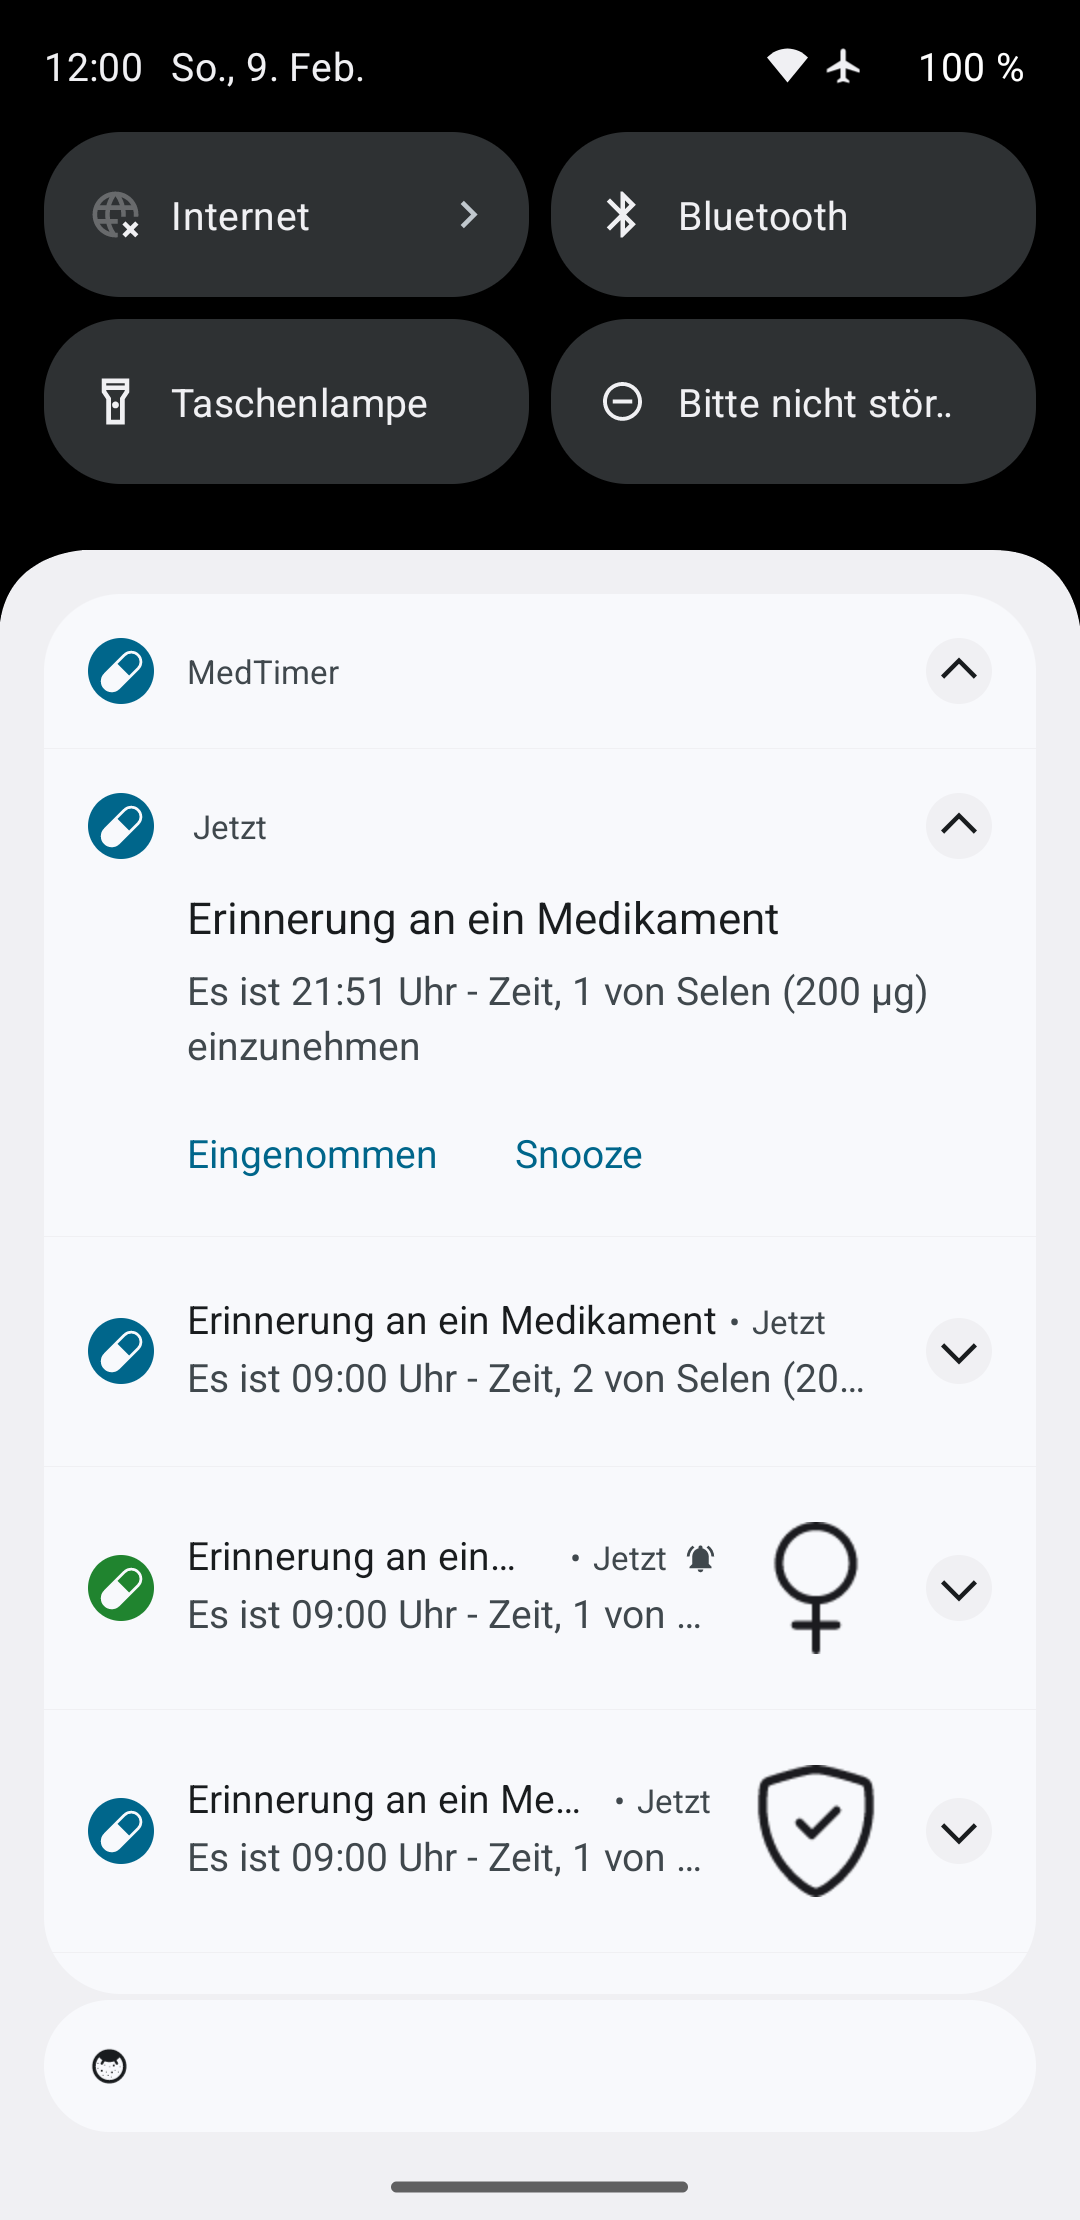 12:00 So., 9. Feb. 100 %
Internet
Bluetooth
Taschenlampe
Bitte nicht stör..
MedTimer
Jetzt
Erinnerung an ein Medikament
Es ist 21:51 Uhr - Zeit, 1 von Selen (200 µg)
einzunehmen
Eingenommen Snooze
Erinnerung an ein Medikament • Jetzt
Es ist 09:00 Uhr - Zeit, 2 von Selen (20…
Erinnerung an ein… • Jetzt
Es ist 09:00 Uhr - Zeit, 1 von …
Erinnerung an ein Me… • Jetzt
Es ist 09:00 Uhr - Zeit, 1 von …